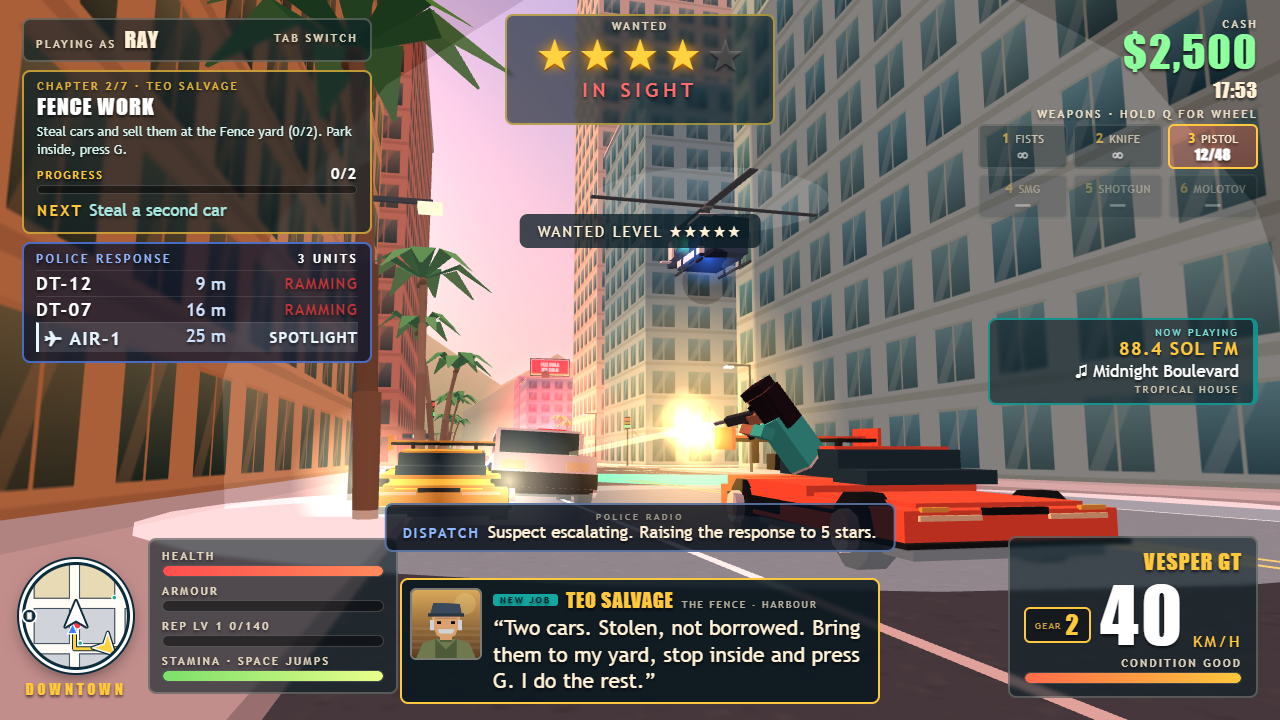 PLAYING AS RAY TAB SWITCH
CHAPTER 2/7 · TEO SALVAGE
FENCE WORK
Steal cars and sell them at the Fence yard (0/2). Park
inside, press G.
PROGRESS 0/2
NEXT Steal a second car
POLICE RESPONSE 3 UNITS
DT-12 9 m RAMMING
DT-07 16 m RAMMING
AIR-1 25 m SPOTLIGHT
WANTED
IN SIGHT
WANTED LEVEL ★★★★★
CASH
$2,500
17:53
WEAPONS · HOLD Q FOR WHEEL
1 FISTS 2 KNIFE 3 PISTOL
∞ ∞ 12/48
4 SMG 5 SHOTGUN 6 MOLOTOV
— — —
NOW PLAYING
88.4 SOL FM
♫ Midnight Boulevard
TROPICAL HOUSE
POLICE RADIO
DISPATCH Suspect escalating. Raising the response to 5 stars.
NEW JOB TEO SALVAGE THE FENCE · HARBOUR
“Two cars. Stolen, not borrowed. Bring
them to my yard, stop inside and press
G. I do the rest.”
HEALTH
ARMOUR
REP LV 1 0/140
STAMINA · SPACE JUMPS
DOWNTOWN
VESPER GT
GEAR 2 40 KM/H
CONDITION GOOD